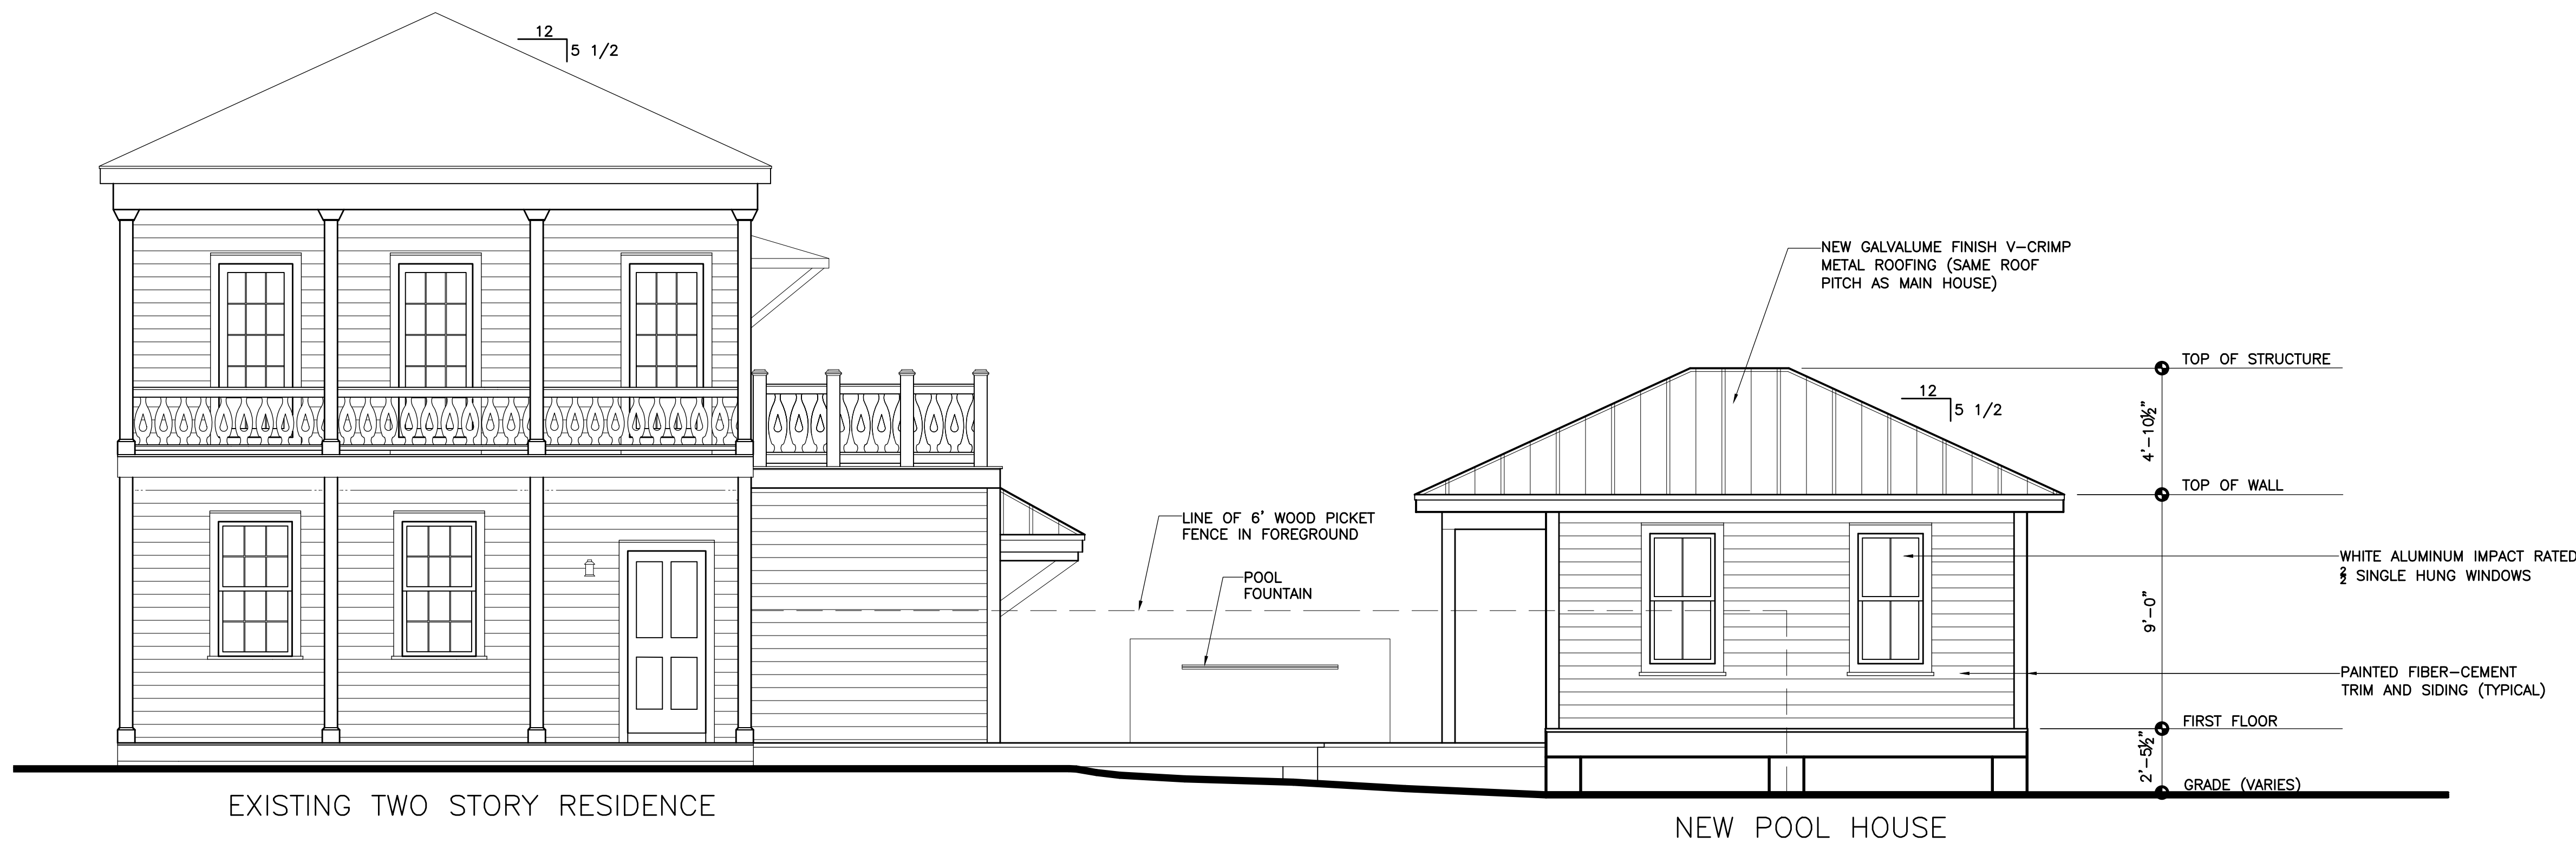 12
5 1/2
NEW GALVALUME FINISH V-CRIMP
METAL ROOFING (SAME ROOF
PITCH AS MAIN HOUSE)
TOP OF STRUCTURE
12
5 1/2
4'-10½"
TOP OF WALL
LINE OF 6' WOOD PICKET
FENCE IN FOREGROUND
POOL
FOUNTAIN
WHITE ALUMINUM IMPACT RATED
2/2 SINGLE HUNG WINDOWS
9'-0"
PAINTED FIBER-CEMENT
TRIM AND SIDING (TYPICAL)
FIRST FLOOR
2'-5½"
GRADE (VARIES)
EXISTING TWO STORY RESIDENCE
NEW POOL HOUSE